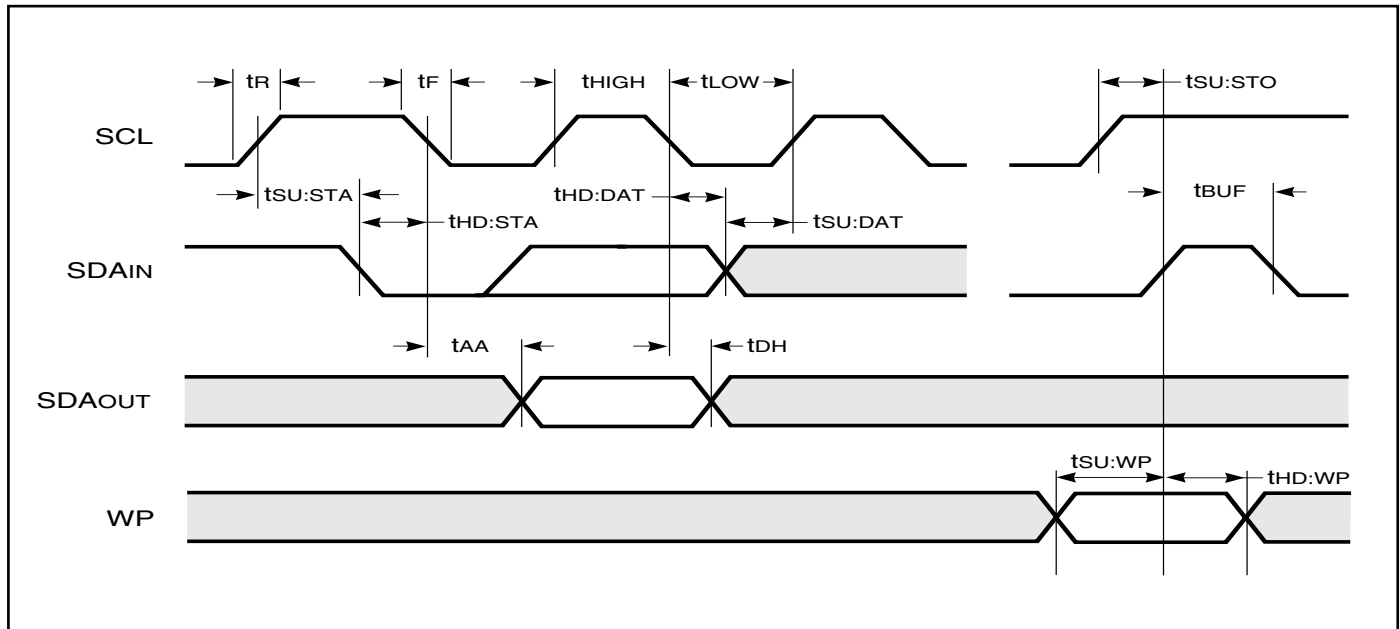 tR tF tHIGH tLOW tSU:STO
SCL
tSU:STA tHD:DAT tBUF
tHD:STA tSU:DAT
SDAIN
tAA tDH
SDAOUT
tSU:WP tHD:WP
WP